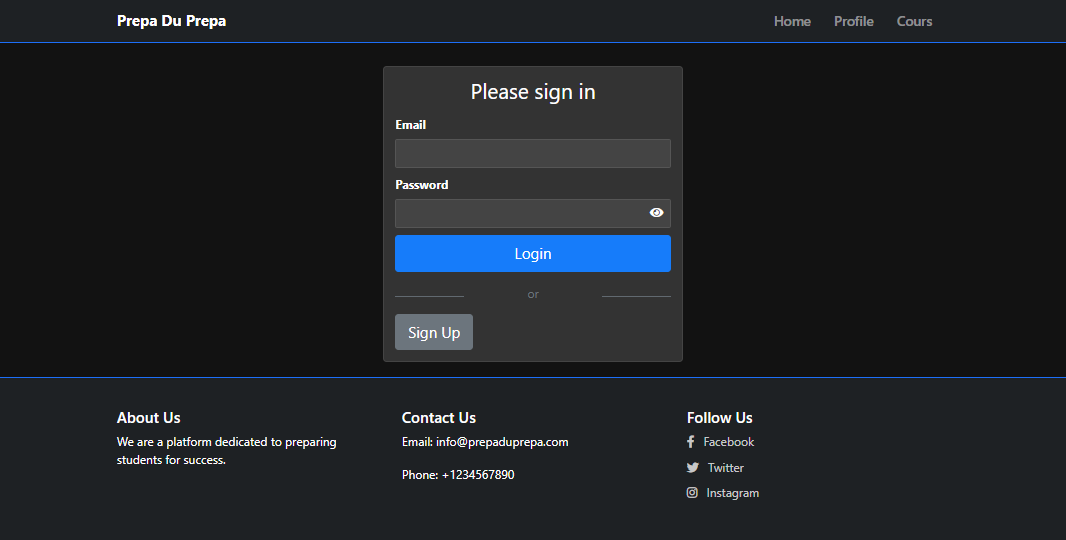 Prepa Du Prepa
Home Profile Cours
Please sign in
Email
Password
Login
or
Sign Up
About Us
We are a platform dedicated to preparing
students for success.
Contact Us
Email: info@prepaduprepa.com
Phone: +1234567890
Follow Us
Facebook
Twitter
Instagram